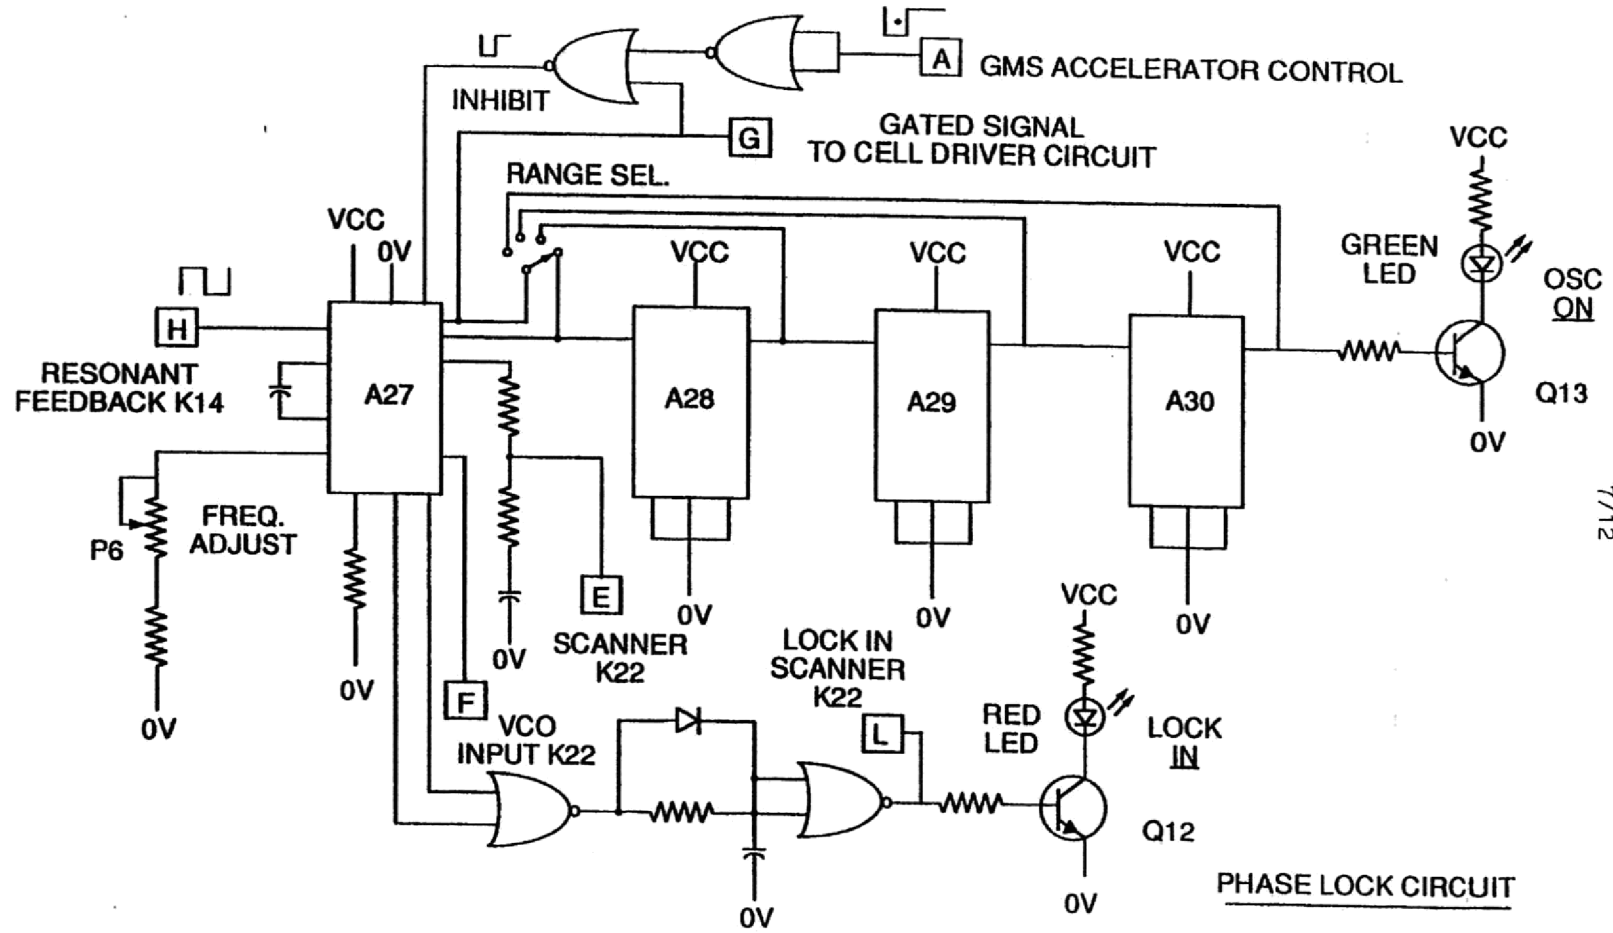 A
GMS ACCELERATOR CONTROL
INHIBIT
G
GATED SIGNAL
TO CELL DRIVER CIRCUIT
VCC
RANGE SEL.
VCC
0V
VCC
VCC
VCC
GREEN
LED
OSC
ON
H
RESONANT
FEEDBACK K14
A27
A28
A29
A30
Q13
0V
7/12
P6
FREQ.
ADJUST
E
SCANNER
K22
0V
0V
0V
0V
0V
0V
F
VCO
INPUT K22
LOCK IN
SCANNER
K22
L
VCC
RED
LED
LOCK
IN
Q12
0V
0V
PHASE LOCK CIRCUIT